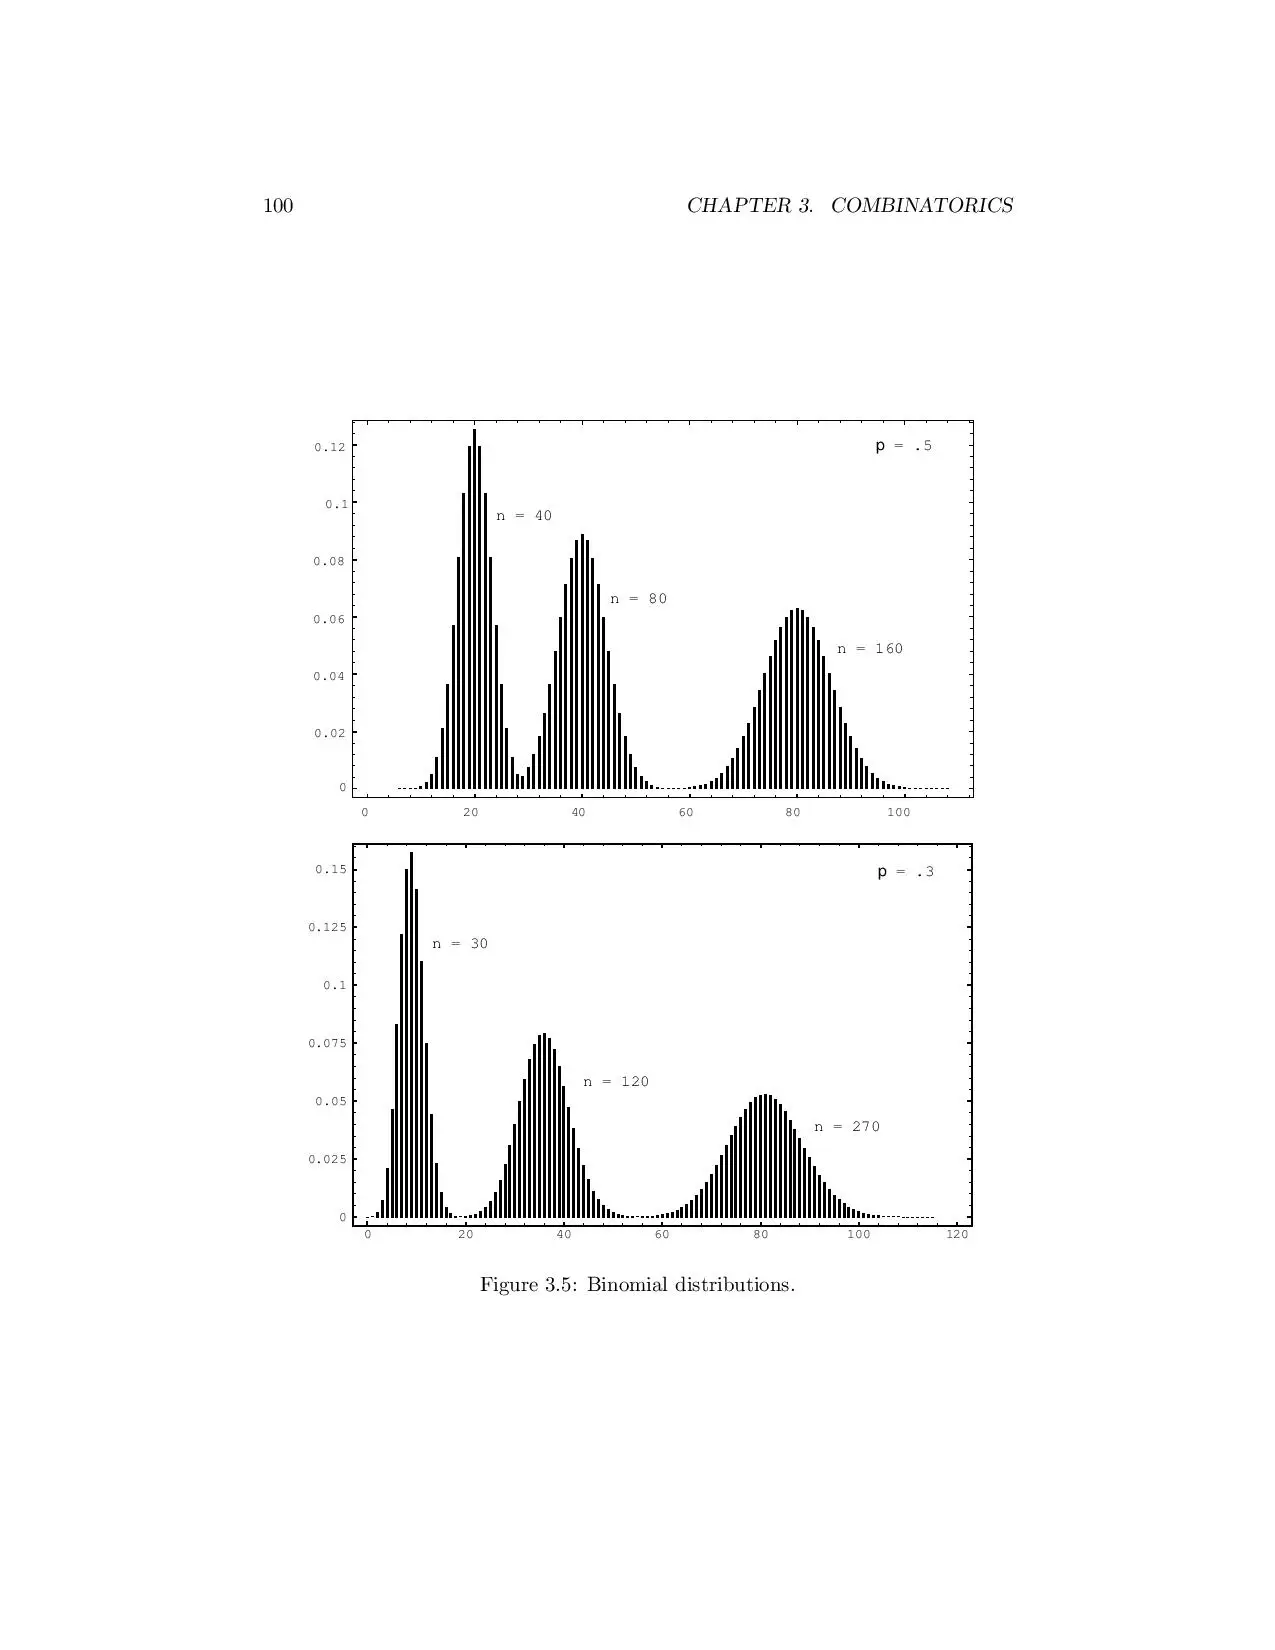 100 CHAPTER 3. COMBINATORICS
0.12
p = .5
0.1
n = 40
0.08
n = 80
0.06
n = 160
0.04
0.02
0
0 20 40 60 80 100
0.15
p = .3
0.125
n = 30
0.1
0.075
n = 120
0.05
n = 270
0.025
0
0 20 40 60 80 100 120
Figure 3.5: Binomial distributions.